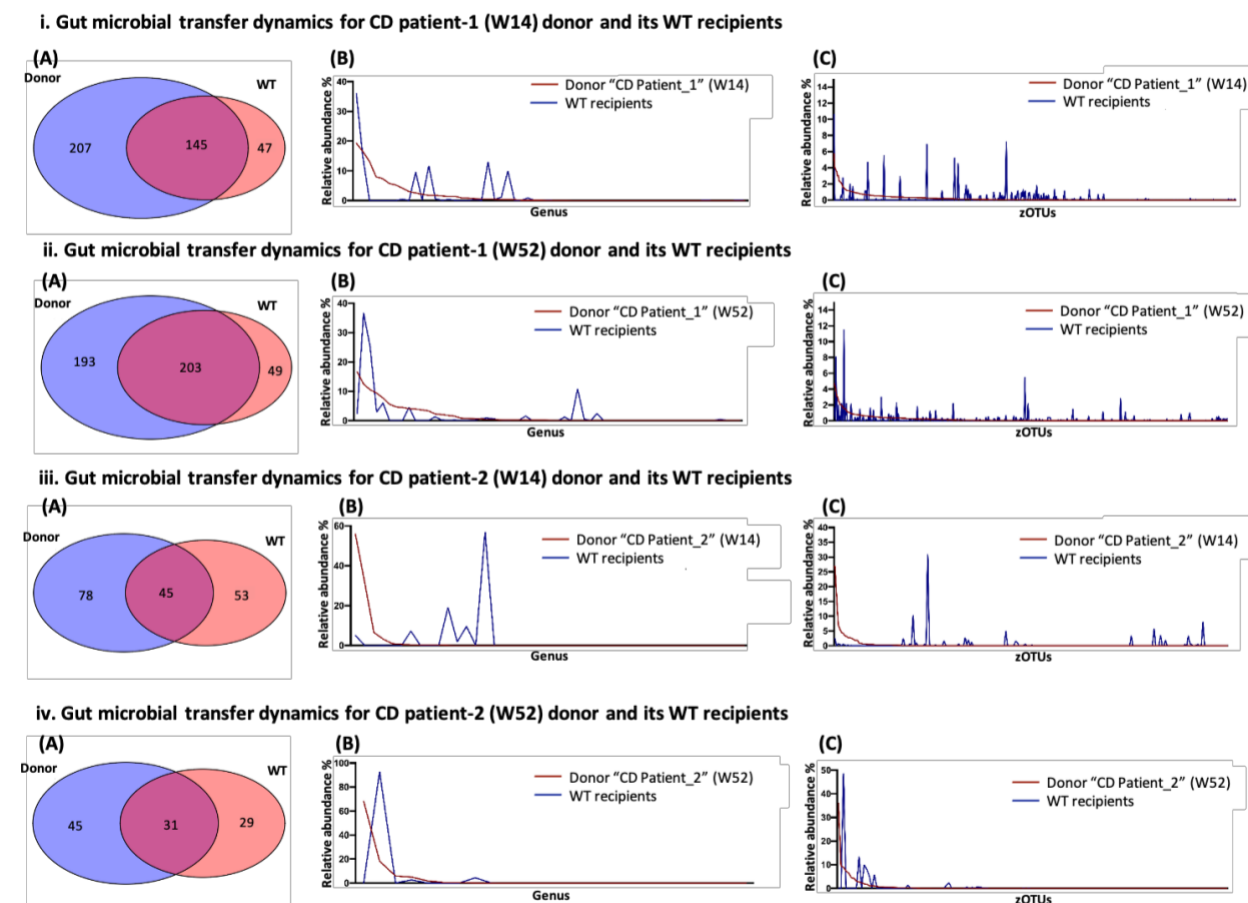 i. Gut microbial transfer dynamics for CD patient-1 (W14) donor and its WT recipients
(A)
Donor
WT
207
145
47
(B)
Relative abundance %
40
30
20
10
0
Donor “CD Patient_1” (W14)
WT recipients
Genus
(C)
Relative abundance %
14
12
10
8
6
4
2
0
Donor “CD Patient_1” (W14)
WT recipients
zOTUs
ii. Gut microbial transfer dynamics for CD patient-1 (W52) donor and its WT recipients
(A)
Donor
WT
193
203
49
(B)
Relative abundance %
40
30
20
10
0
Donor “CD Patient_1” (W52)
WT recipients
Genus
(C)
Relative abundance %
14
12
10
8
6
4
2
0
Donor “CD Patient_1” (W52)
WT recipients
zOTUs
iii. Gut microbial transfer dynamics for CD patient-2 (W14) donor and its WT recipients
(A)
Donor
WT
78
45
53
(B)
Relative abundance %
60
40
20
0
Donor “CD Patient_2” (W14)
WT recipients
Genus
(C)
Relative abundance %
40
35
30
25
20
15
10
5
0
Donor “CD Patient_2” (W14)
WT recipients
zOTUs
iv. Gut microbial transfer dynamics for CD patient-2 (W52) donor and its WT recipients
(A)
Donor
WT
45
31
29
(B)
Relative abundance %
100
80
60
40
20
0
Donor “CD Patient_2” (W52)
WT recipients
Genus
(C)
Relative abundance %
50
40
30
20
10
0
Donor “CD Patient_2” (W52)
WT recipients
zOTUs